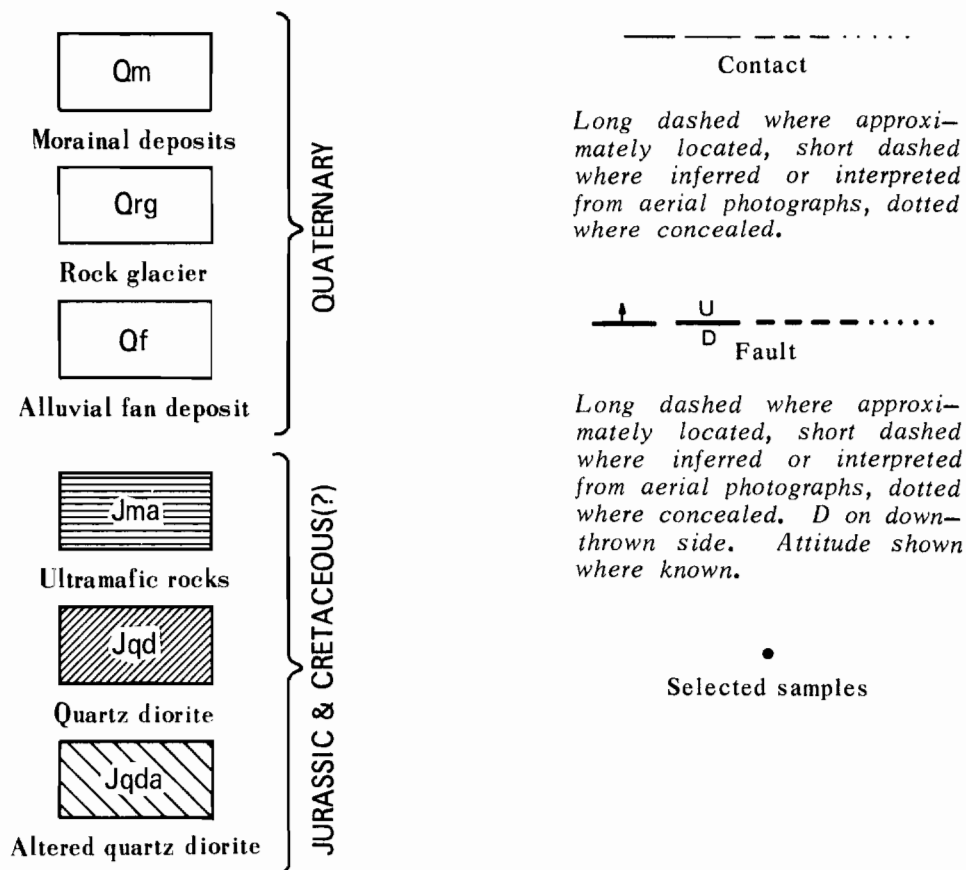 Qm
Morainal deposits
Qrg
Rock glacier
Qf
Alluvial fan deposit
QUATERNARY
Jma
Ultramafic rocks
Jqd
Quartz diorite
Jqda
Altered quartz diorite
JURASSIC & CRETACEOUS(?)
Contact
Long dashed where approxi-
mately located, short dashed
where inferred or interpreted
from aerial photographs, dotted
where concealed.
U
D
Fault
Long dashed where approxi-
mately located, short dashed
where inferred or interpreted
from aerial photographs, dotted
where concealed. D on down-
thrown side. Attitude shown
where known.
Selected samples